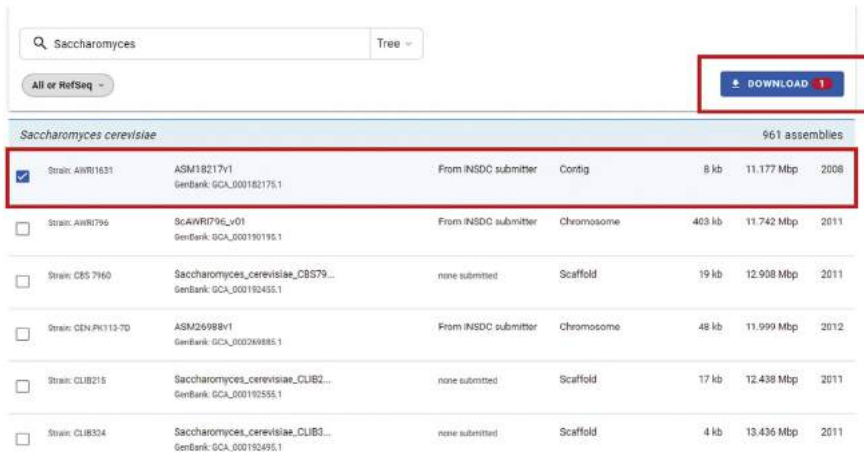 Saccharomyces Tree
All or RefSeq DOWNLOAD 1
Saccharomyces cerevisiae 961 assemblies
Strain: AWRI1631 ASM18217v1 From INSDC submitter Contig 8 kb 11.177 Mbp 2008
GenBank: GCA_000182175.1
Strain: AWRI796 ScAWRI796_v01 From INSDC submitter Chromosome 403 kb 11.742 Mbp 2011
GenBank: GCA_000190195.1
Strain: CBS 7960 Saccharomyces_cerevisiae_CBS79... none submitted Scaffold 19 kb 12.908 Mbp 2011
GenBank: GCA_000192455.1
Strain: CEN.PK113-7D ASM26988v1 From INSDC submitter Chromosome 48 kb 11.999 Mbp 2012
GenBank: GCA_000269885.1
Strain: CLIB215 Saccharomyces_cerevisiae_CLIB2... none submitted Scaffold 17 kb 12.438 Mbp 2011
GenBank: GCA_000192555.1
Strain: CLIB324 Saccharomyces_cerevisiae_CLIB3... none submitted Scaffold 4 kb 13.436 Mbp 2011
GenBank: GCA_000192495.1